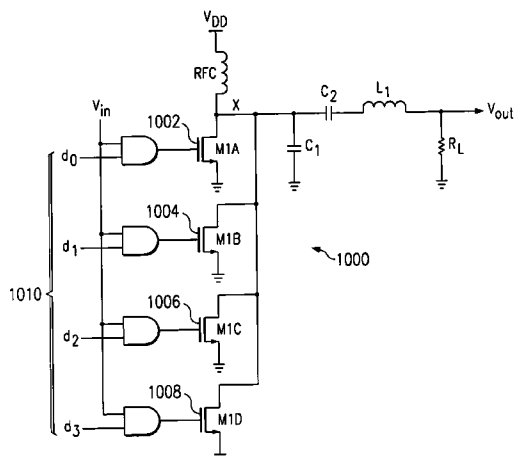 V_DD
RFC
X
C_2
L_1
V_out
V_in
1002
M1A
C_1
R_L
d_0
1004
M1B
d_1
1000
1010
1006
M1C
d_2
1008
M1D
d_3